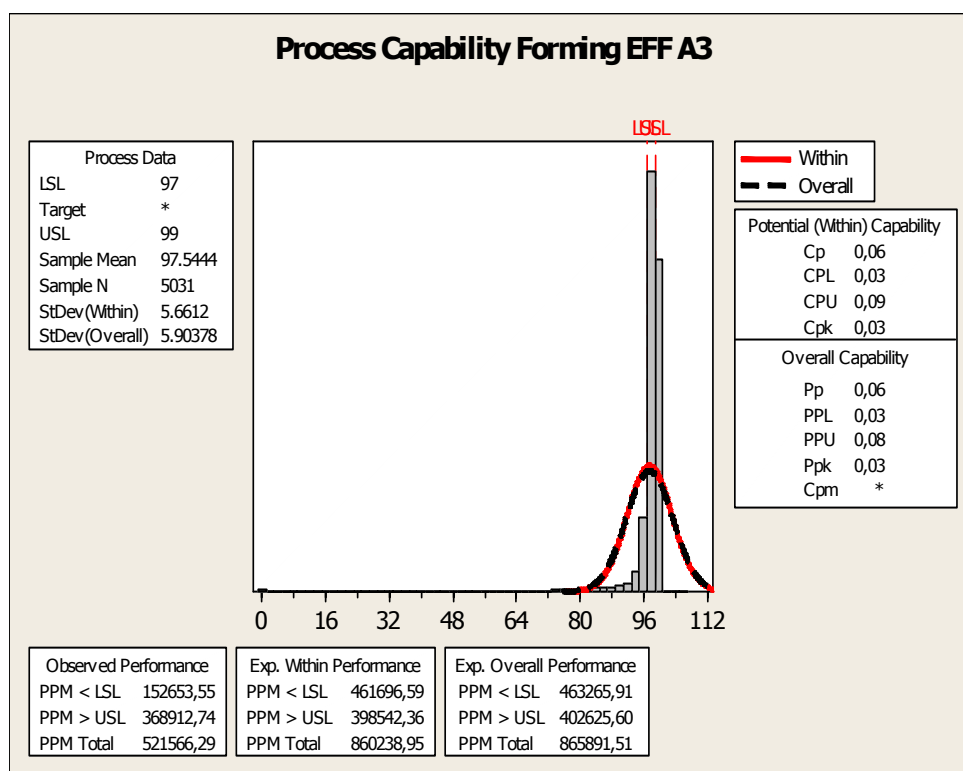 Process Capability Forming EFF A3
LSL USL
Process Data
LSL 97
Target *
USL 99
Sample Mean 97.5444
Sample N 5031
StDev(Within) 5.6612
StDev(Overall) 5.90378
Within
Overall
Potential (Within) Capability
Cp 0,06
CPL 0,03
CPU 0,09
Cpk 0,03
Overall Capability
Pp 0,06
PPL 0,03
PPU 0,08
Ppk 0,03
Cpm *
0 16 32 48 64 80 96 112
Observed Performance
PPM < LSL 152653,55
PPM > USL 368912,74
PPM Total 521566,29
Exp. Within Performance
PPM < LSL 461696,59
PPM > USL 398542,36
PPM Total 860238,95
Exp. Overall Performance
PPM < LSL 463265,91
PPM > USL 402625,60
PPM Total 865891,51